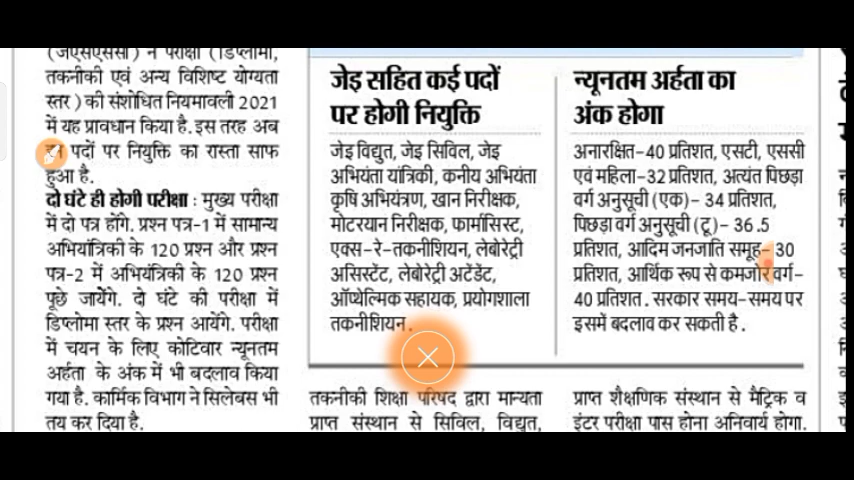 (जेएसएससी) ने परीक्षा (डिप्लोमा,
तकनीकी एवं अन्य विशिष्ट योग्यता
स्तर ) की संशोधित नियमावली 2021
में यह प्रावधान किया है. इस तरह अब
पदों पर नियुक्ति का रास्ता साफ
हुआ है.
दो घंटे ही होगी परीक्षा : मुख्य परीक्षा
में दो पत्र होंगे. प्रश्न पत्र-1 में सामान्य
अभियांत्रिकी के 120 प्रश्न और प्रश्न
पत्र-2 में अभियांत्रिकी के 120 प्रश्न
पूछे जायेंगे. दो घंटे की परीक्षा में
डिप्लोमा स्तर के प्रश्न आयेंगे. परीक्षा
में चयन के लिए कोटिवार न्यूनतम
अर्हता के अंक में भी बदलाव किया
गया है. कार्मिक विभाग ने सिलेबस भी
तय कर दिया है.
जेइ सहित कई पदों
पर होगी नियुक्ति
जेइ विद्युत, जेइ सिविल, जेइ
अभियंता यांत्रिकी, कनीय अभियंता
कृषि अभियंत्रण, खान निरीक्षक,
मोटरयान निरीक्षक, फार्मासिस्ट,
एक्स-रे-तकनीशियन, लेबोरेट्री
असिस्टेंट, लेबोरेट्री अटेंडेंट,
ऑप्थेल्मिक सहायक, प्रयोगशाला
तकनीशियन.
न्यूनतम अर्हता का
अंक होगा
अनारक्षित-40 प्रतिशत, एसटी, एससी
एवं महिला-32 प्रतिशत, अत्यंत पिछड़ा
वर्ग अनुसूची (एक)- 34 प्रतिशत,
पिछड़ा वर्ग अनुसूची (टू)- 36.5
प्रतिशत, आदिम जनजाति समूह- 30
प्रतिशत, आर्थिक रूप से कमजोर वर्ग-
40 प्रतिशत. सरकार समय-समय पर
इसमें बदलाव कर सकती है.
तकनीकी शिक्षा परिषद द्वारा मान्यता
प्राप्त संस्थान से सिविल, विद्युत,
प्राप्त शैक्षणिक संस्थान से मैट्रिक व
इंटर परीक्षा पास होना अनिवार्य होगा.